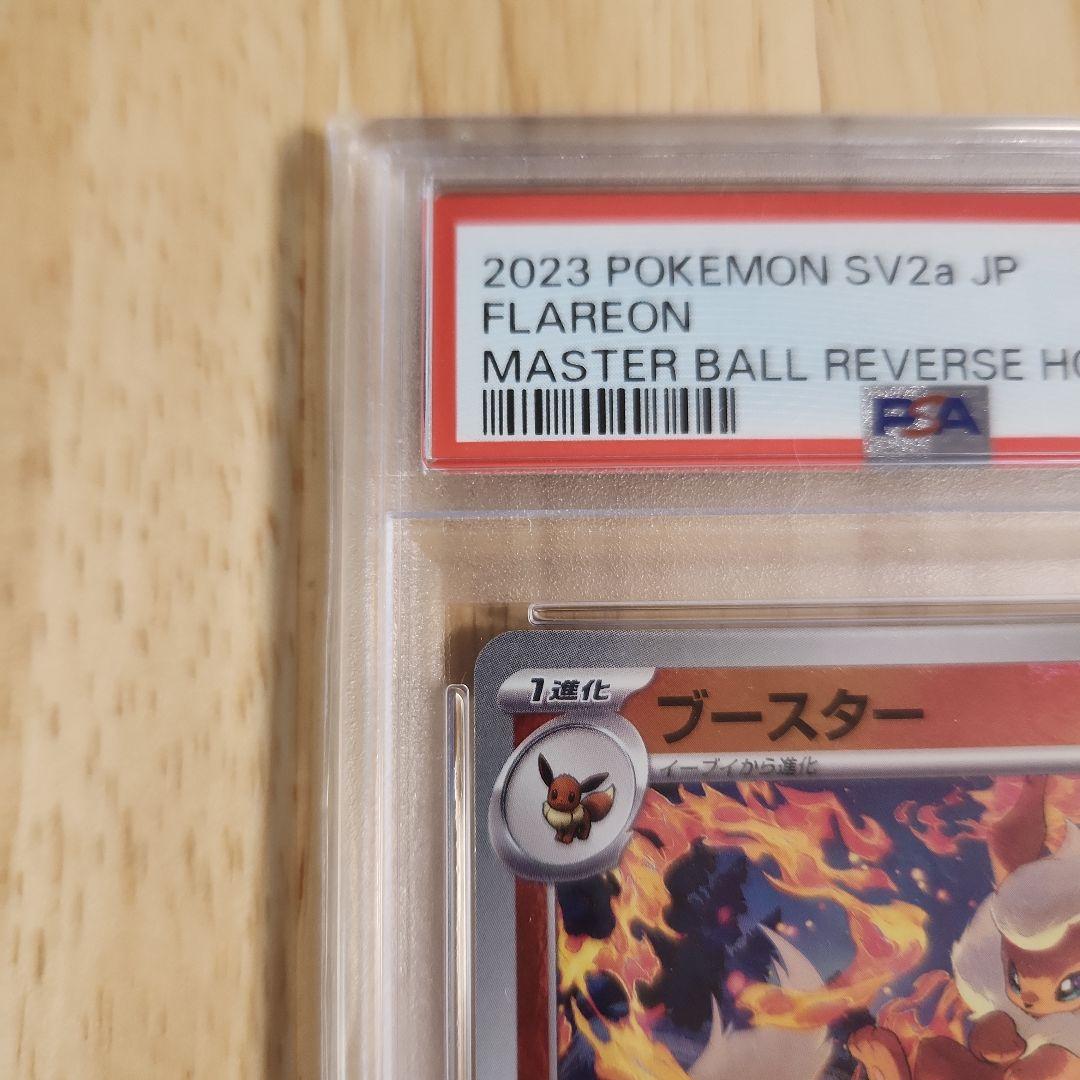 2023 POKEMON SV2a JP
FLAREON
MASTER BALL REVERSE
PSA
1進化
ブースター
イーブイから進化